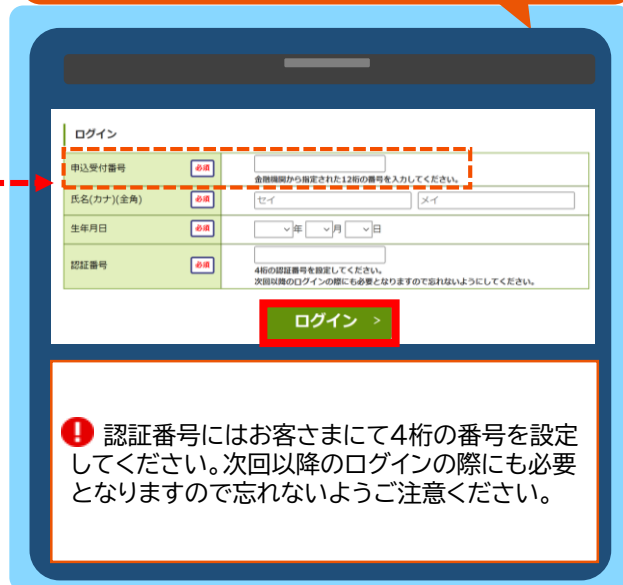 ログイン
申込受付番号 必須
金融機関から指定された12桁の番号を入力してください。
氏名(カナ)(全角) 必須 セイ メイ
生年月日 必須 年 月 日
認証番号 必須
4桁の認証番号を設定してください。
次回以降のログインの際にも必要となりますので忘れないようにしてください。
ログイン >
認証番号にはお客さまにて4桁の番号を設定
してください。次回以降のログインの際にも必要
となりますので忘れないようご注意ください。